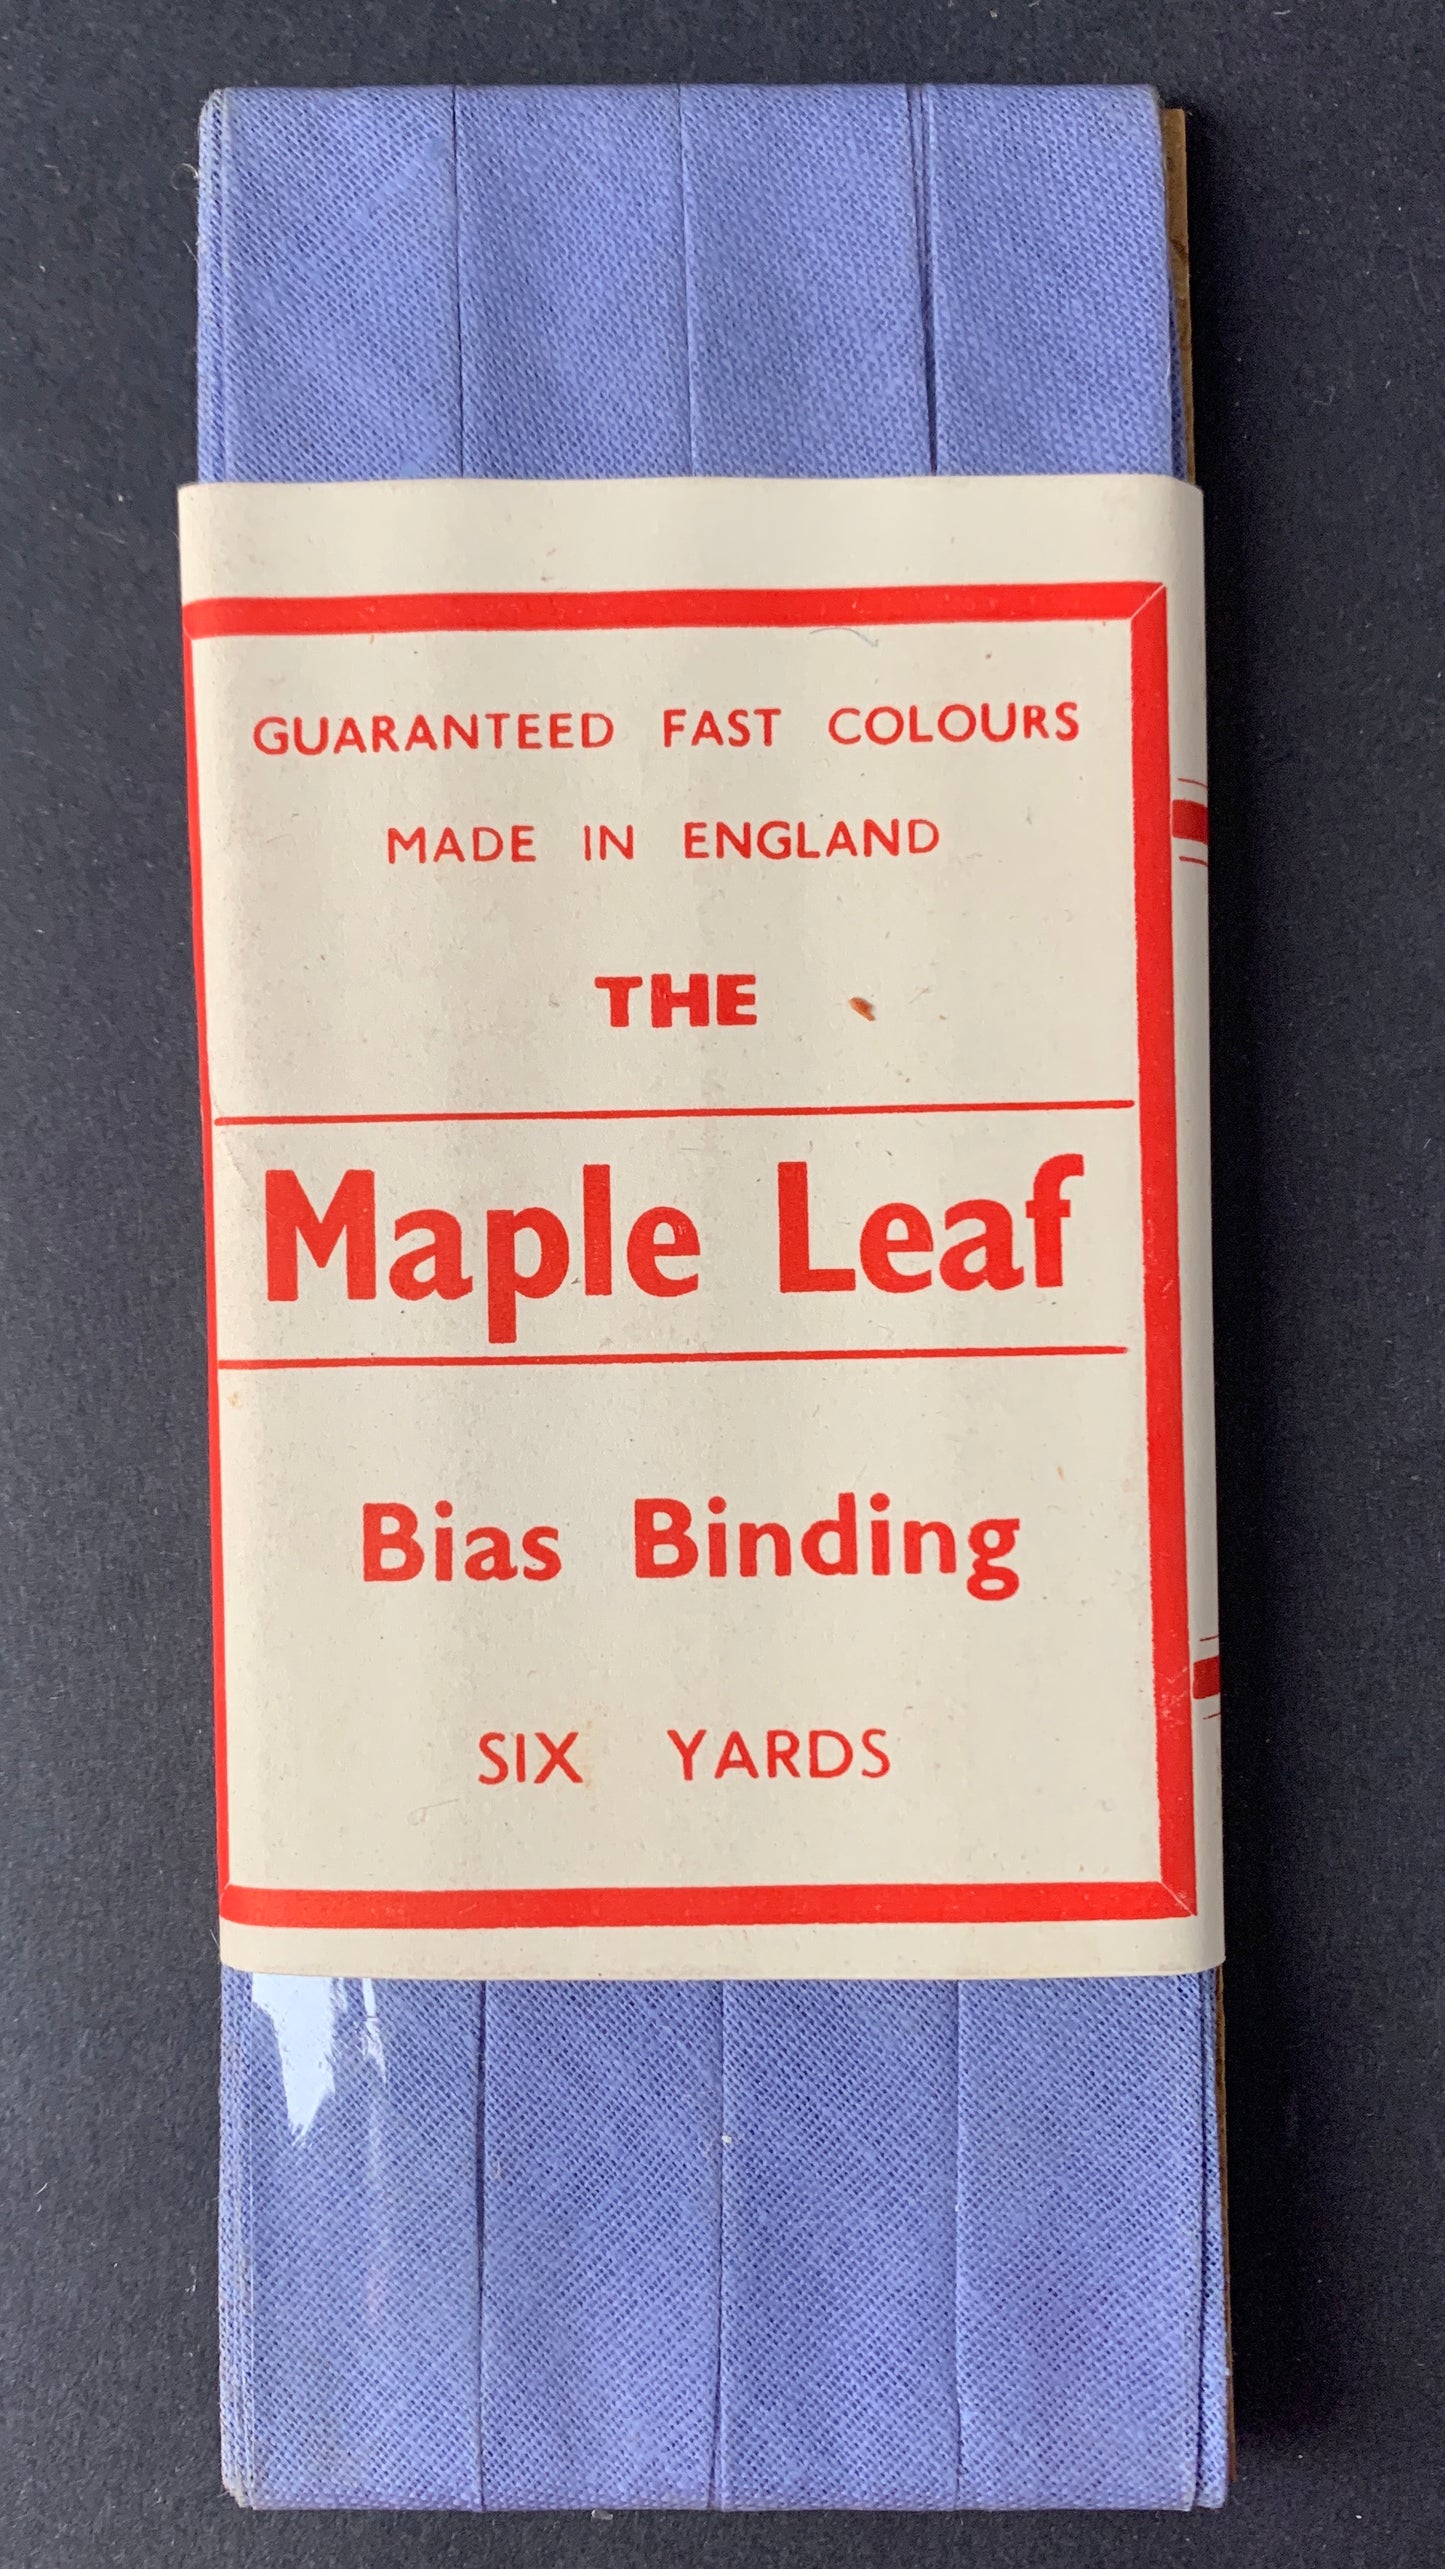 GUARANTEED FAST COLOURS
MADE IN ENGLAND
THE
Maple Leaf
Bias Binding
SIX YARDS